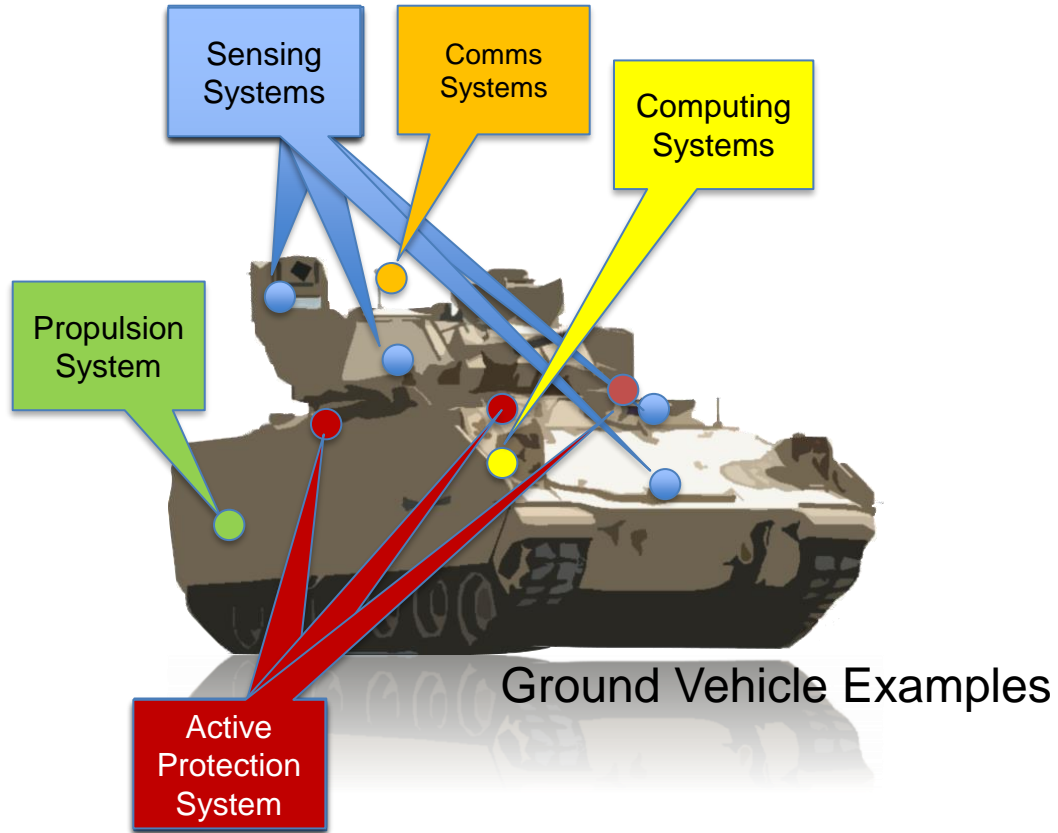 Sensing
Systems
Comms
Systems
Computing
Systems
Propulsion
System
Ground Vehicle Examples
Active
Protection
System